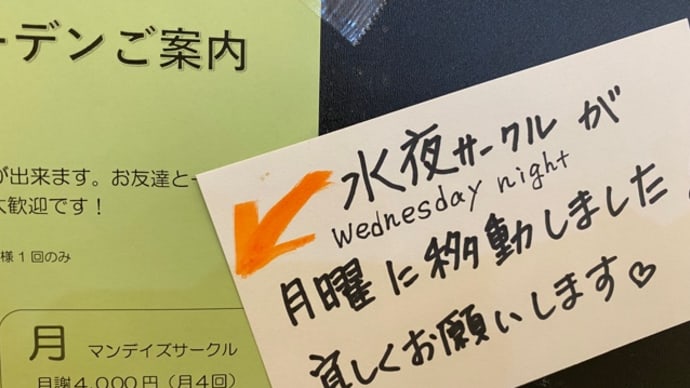 ーデンご案内
が出来ます。お友達と一
大歓迎です！
様１回のみ
月 マンデイズサークル
月謝４,０００円（月４回）
水夜サークルが
Wednesday night
月曜に移動しました。
宜しくお願いします♡